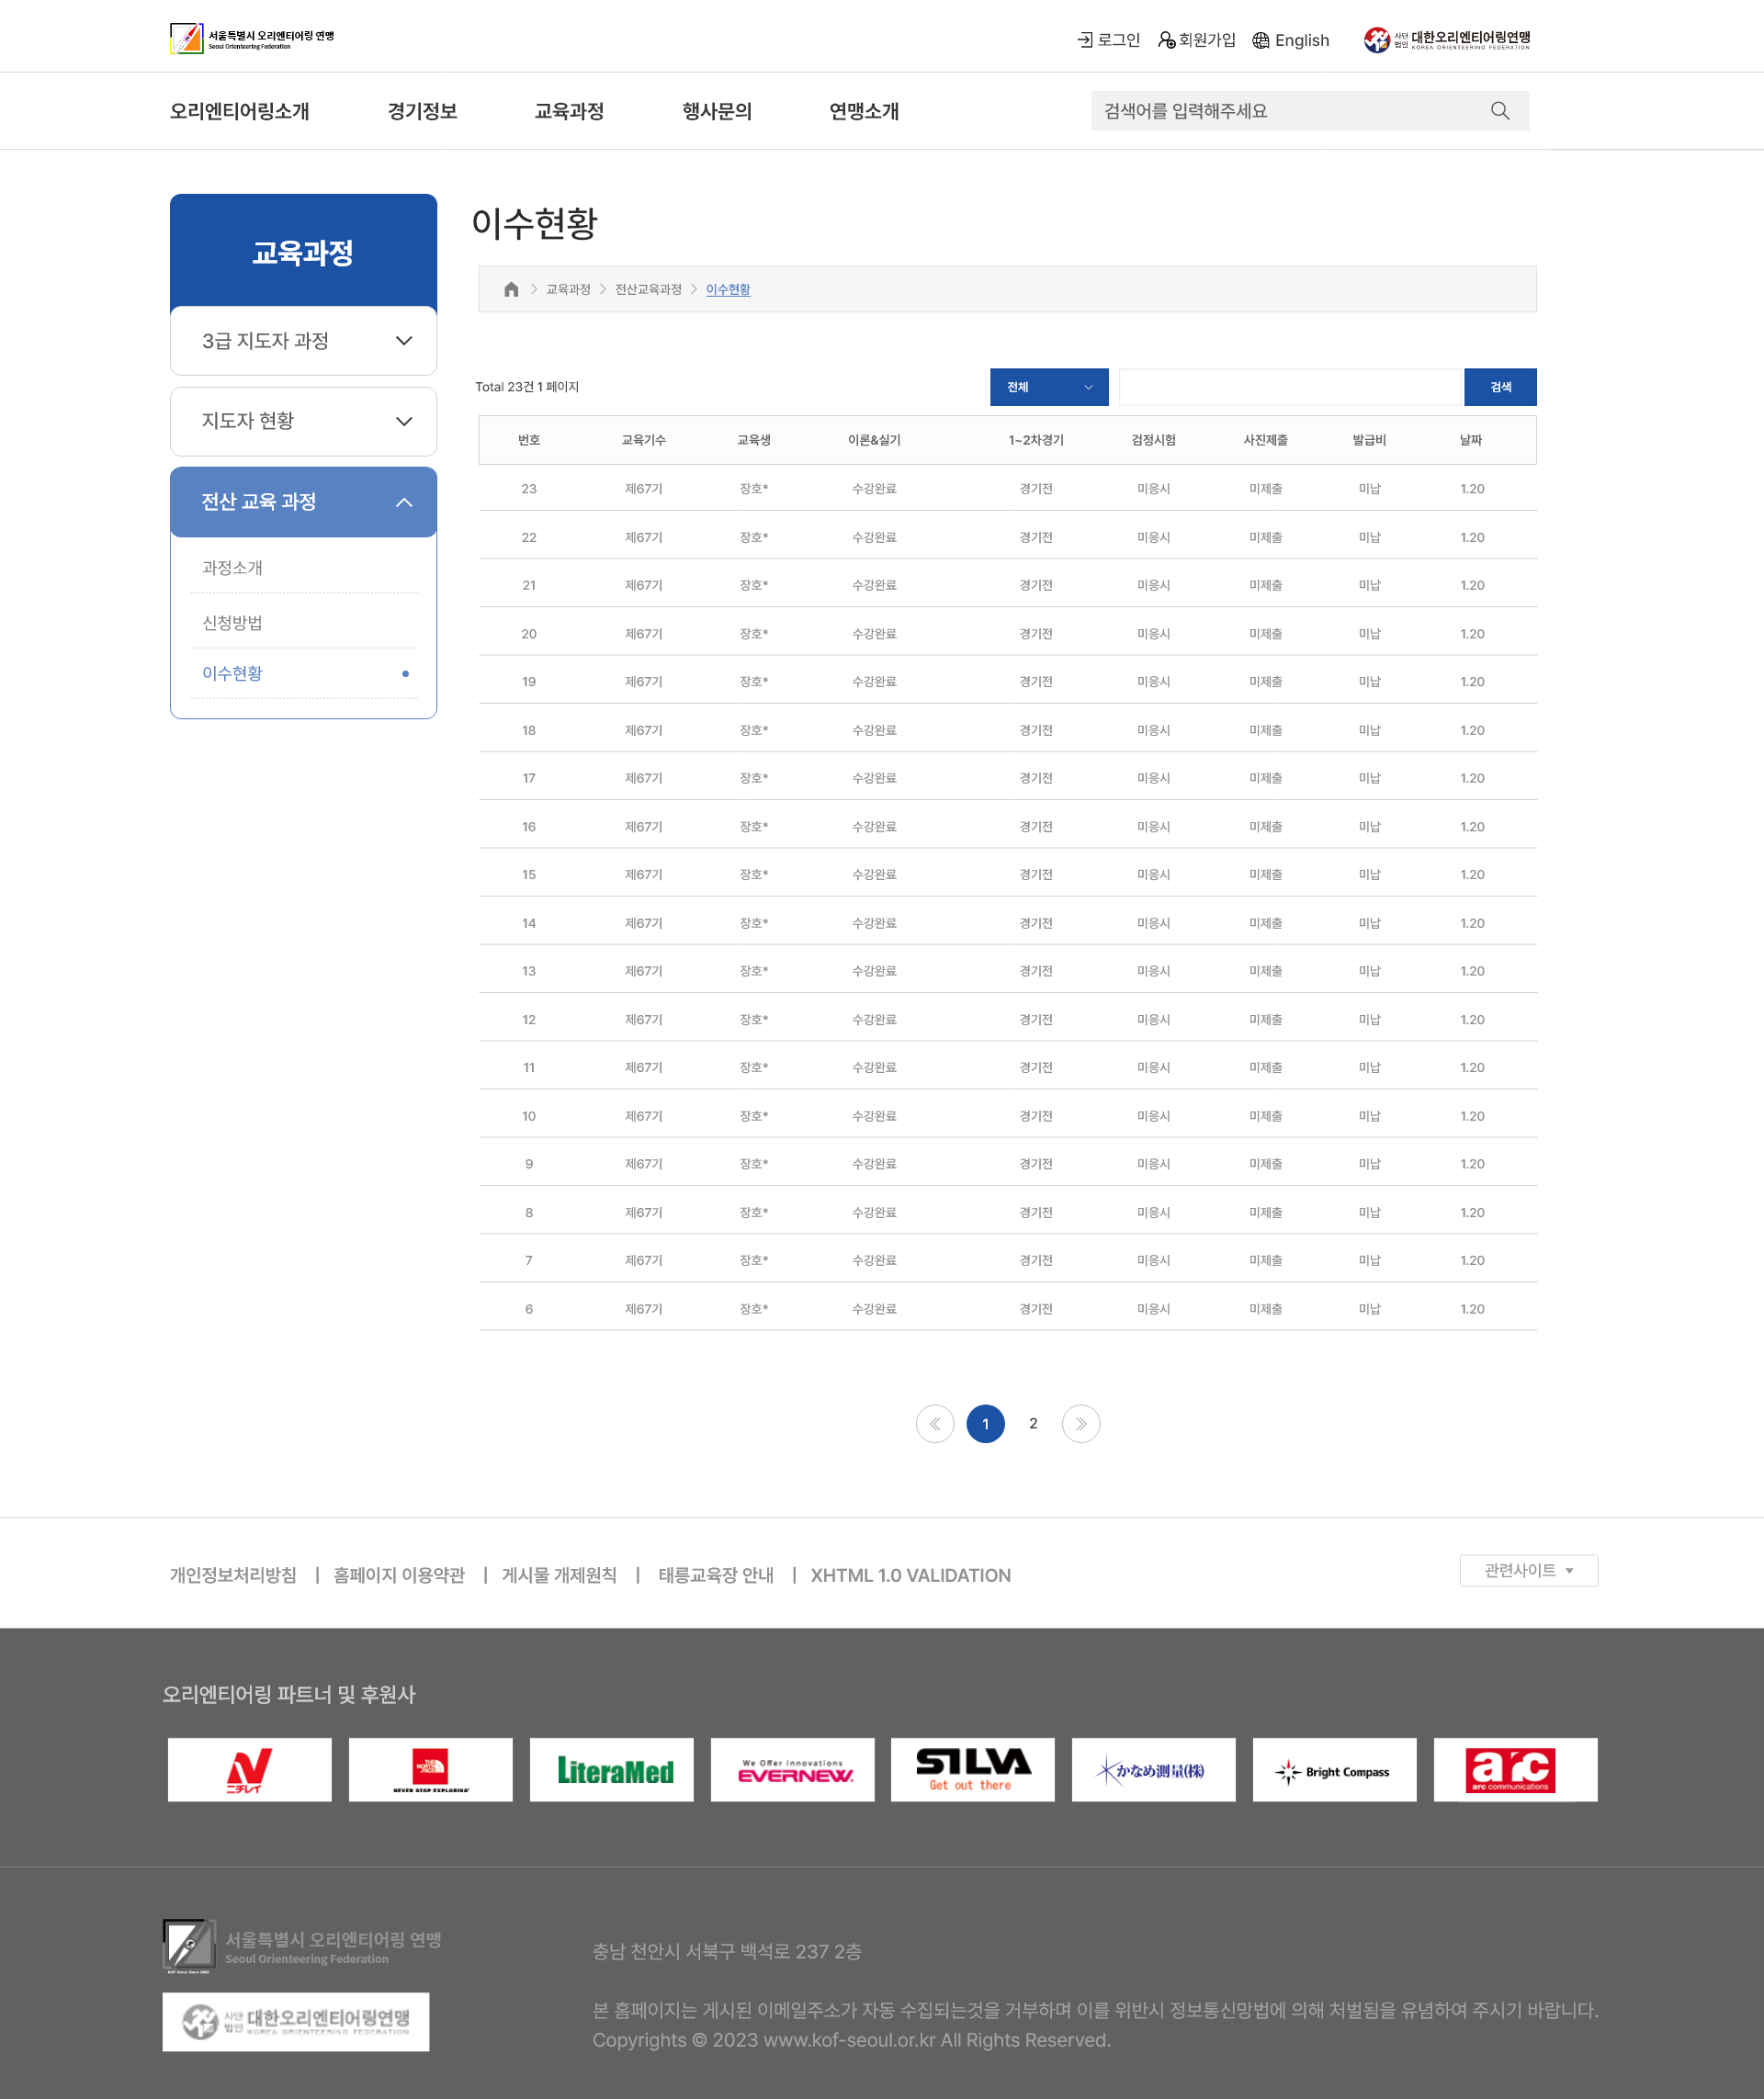 서울특별시 오리엔티어링 연맹
Seoul Orienteering Federation
로그인 회원가입 English
사단법인 대한오리엔티어링연맹
KOREA ORIENTEERING FEDERATION
오리엔티어링소개 경기정보 교육과정 행사문의 연맹소개 검색어를 입력해주세요
교육과정
3급 지도자 과정
지도자 현황
전산 교육 과정
과정소개
신청방법
이수현황
이수현황
교육과정 전산교육과정 이수현황
Total 23건 1 페이지 전체 검색
번호 교육기수 교육생 이론&실기 1~2차경기 검정시험 사진제출 발급비 날짜
23 제67기 장호* 수강완료 경기전 미응시 미제출 미납 1.20
22 제67기 장호* 수강완료 경기전 미응시 미제출 미납 1.20
21 제67기 장호* 수강완료 경기전 미응시 미제출 미납 1.20
20 제67기 장호* 수강완료 경기전 미응시 미제출 미납 1.20
19 제67기 장호* 수강완료 경기전 미응시 미제출 미납 1.20
18 제67기 장호* 수강완료 경기전 미응시 미제출 미납 1.20
17 제67기 장호* 수강완료 경기전 미응시 미제출 미납 1.20
16 제67기 장호* 수강완료 경기전 미응시 미제출 미납 1.20
15 제67기 장호* 수강완료 경기전 미응시 미제출 미납 1.20
14 제67기 장호* 수강완료 경기전 미응시 미제출 미납 1.20
13 제67기 장호* 수강완료 경기전 미응시 미제출 미납 1.20
12 제67기 장호* 수강완료 경기전 미응시 미제출 미납 1.20
11 제67기 장호* 수강완료 경기전 미응시 미제출 미납 1.20
10 제67기 장호* 수강완료 경기전 미응시 미제출 미납 1.20
9 제67기 장호* 수강완료 경기전 미응시 미제출 미납 1.20
8 제67기 장호* 수강완료 경기전 미응시 미제출 미납 1.20
7 제67기 장호* 수강완료 경기전 미응시 미제출 미납 1.20
6 제67기 장호* 수강완료 경기전 미응시 미제출 미납 1.20
1 2
개인정보처리방침 | 홈페이지 이용약관 | 게시물 개제원칙 | 태릉교육장 안내 | XHTML 1.0 VALIDATION 관련사이트
오리엔티어링 파트너 및 후원사
ニチレイ
THE NORTH FACE
NEVER STOP EXPLORING
LiteraMed
We Offer Innovations
EVERNEW.
SILVA
Get out there
かなめ測量(株)
Bright Compass
arc
arc communications
서울특별시 오리엔티어링 연맹
Seoul Orienteering Federation
사단법인 대한오리엔티어링연맹
KOREA ORIENTEERING FEDERATION
충남 천안시 서북구 백석로 237 2층
본 홈페이지는 게시된 이메일주소가 자동 수집되는것을 거부하며 이를 위반시 정보통신망법에 의해 처벌됨을 유념하여 주시기 바랍니다.
Copyrights © 2023 www.kof-seoul.or.kr All Rights Reserved.